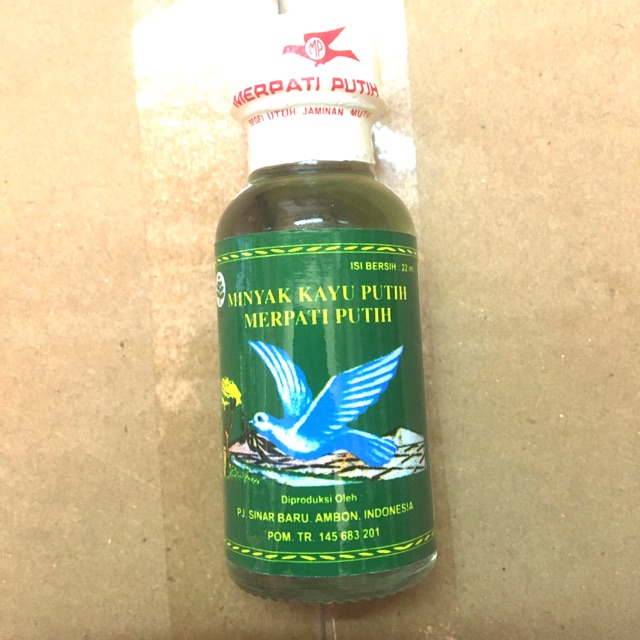 MP
MERPATI PUTIH
SEGEL UTUH JAMINAN MUTU
ISI BERSIH : 22 ml
MINYAK KAYU PUTIH
MERPATI PUTIH
Diproduksi Oleh :
PJ. SINAR BARU. AMBON. INDONESIA
POM. TR. 145 683 201